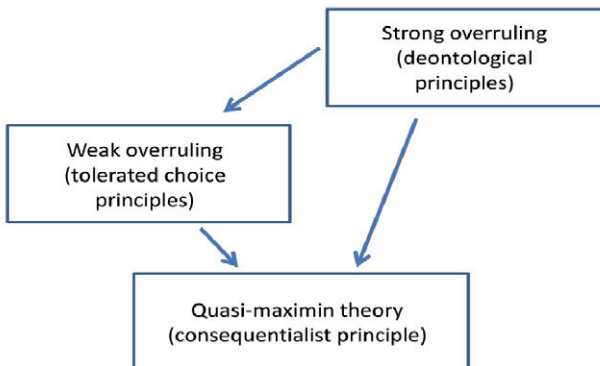 Strong overruling
(deontological
principles)
Weak overruling
(tolerated choice
principles)
Quasi-maximin theory
(consequentialist principle)